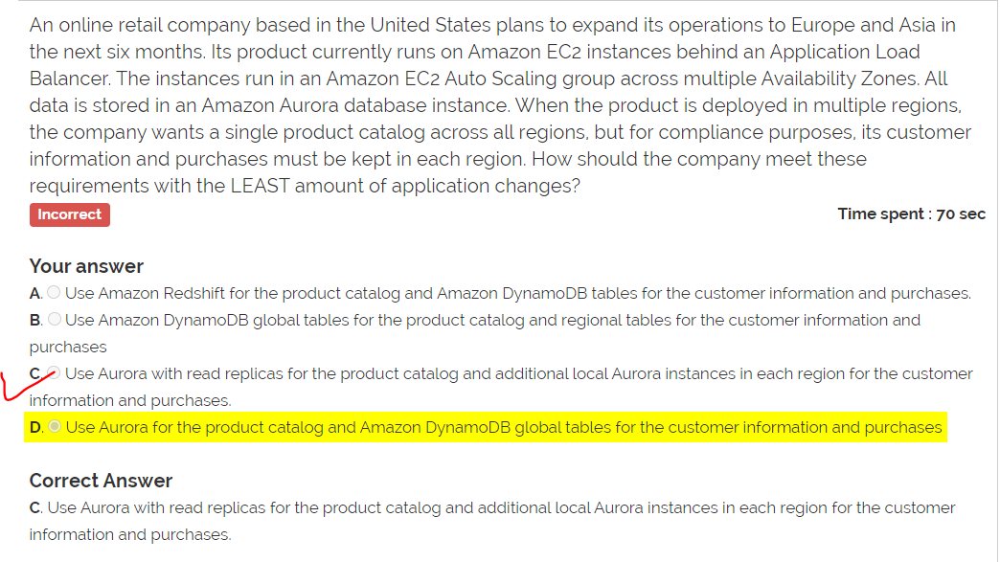 An online retail company based in the United States plans to expand its operations to Europe and Asia in
the next six months. Its product currently runs on Amazon EC2 instances behind an Application Load
Balancer. The instances run in an Amazon EC2 Auto Scaling group across multiple Availability Zones. All
data is stored in an Amazon Aurora database instance. When the product is deployed in multiple regions,
the company wants a single product catalog across all regions, but for compliance purposes, its customer
information and purchases must be kept in each region. How should the company meet these
requirements with the LEAST amount of application changes?
Incorrect Time spent : 70 sec
Your answer
A. Use Amazon Redshift for the product catalog and Amazon DynamoDB tables for the customer information and purchases.
B. Use Amazon DynamoDB global tables for the product catalog and regional tables for the customer information and
purchases
C. Use Aurora with read replicas for the product catalog and additional local Aurora instances in each region for the customer
information and purchases.
D. Use Aurora for the product catalog and Amazon DynamoDB global tables for the customer information and purchases
Correct Answer
C. Use Aurora with read replicas for the product catalog and additional local Aurora instances in each region for the customer
information and purchases.